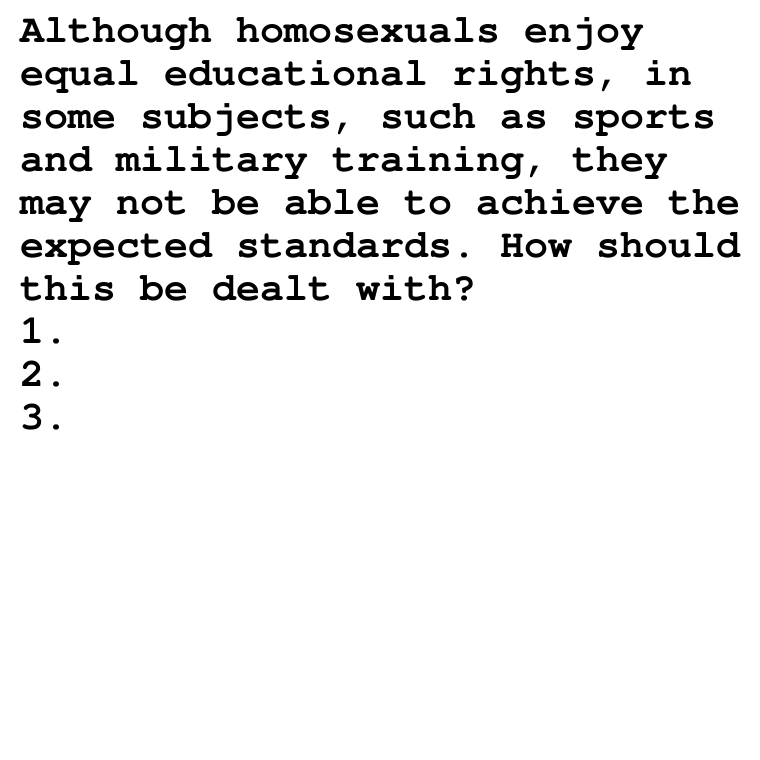 Although homosexuals enjoy
equal educational rights, in
some subjects, such as sports
and military training, they
may not be able to achieve the
expected standards. How should
this be dealt with?
1.
2.
3.